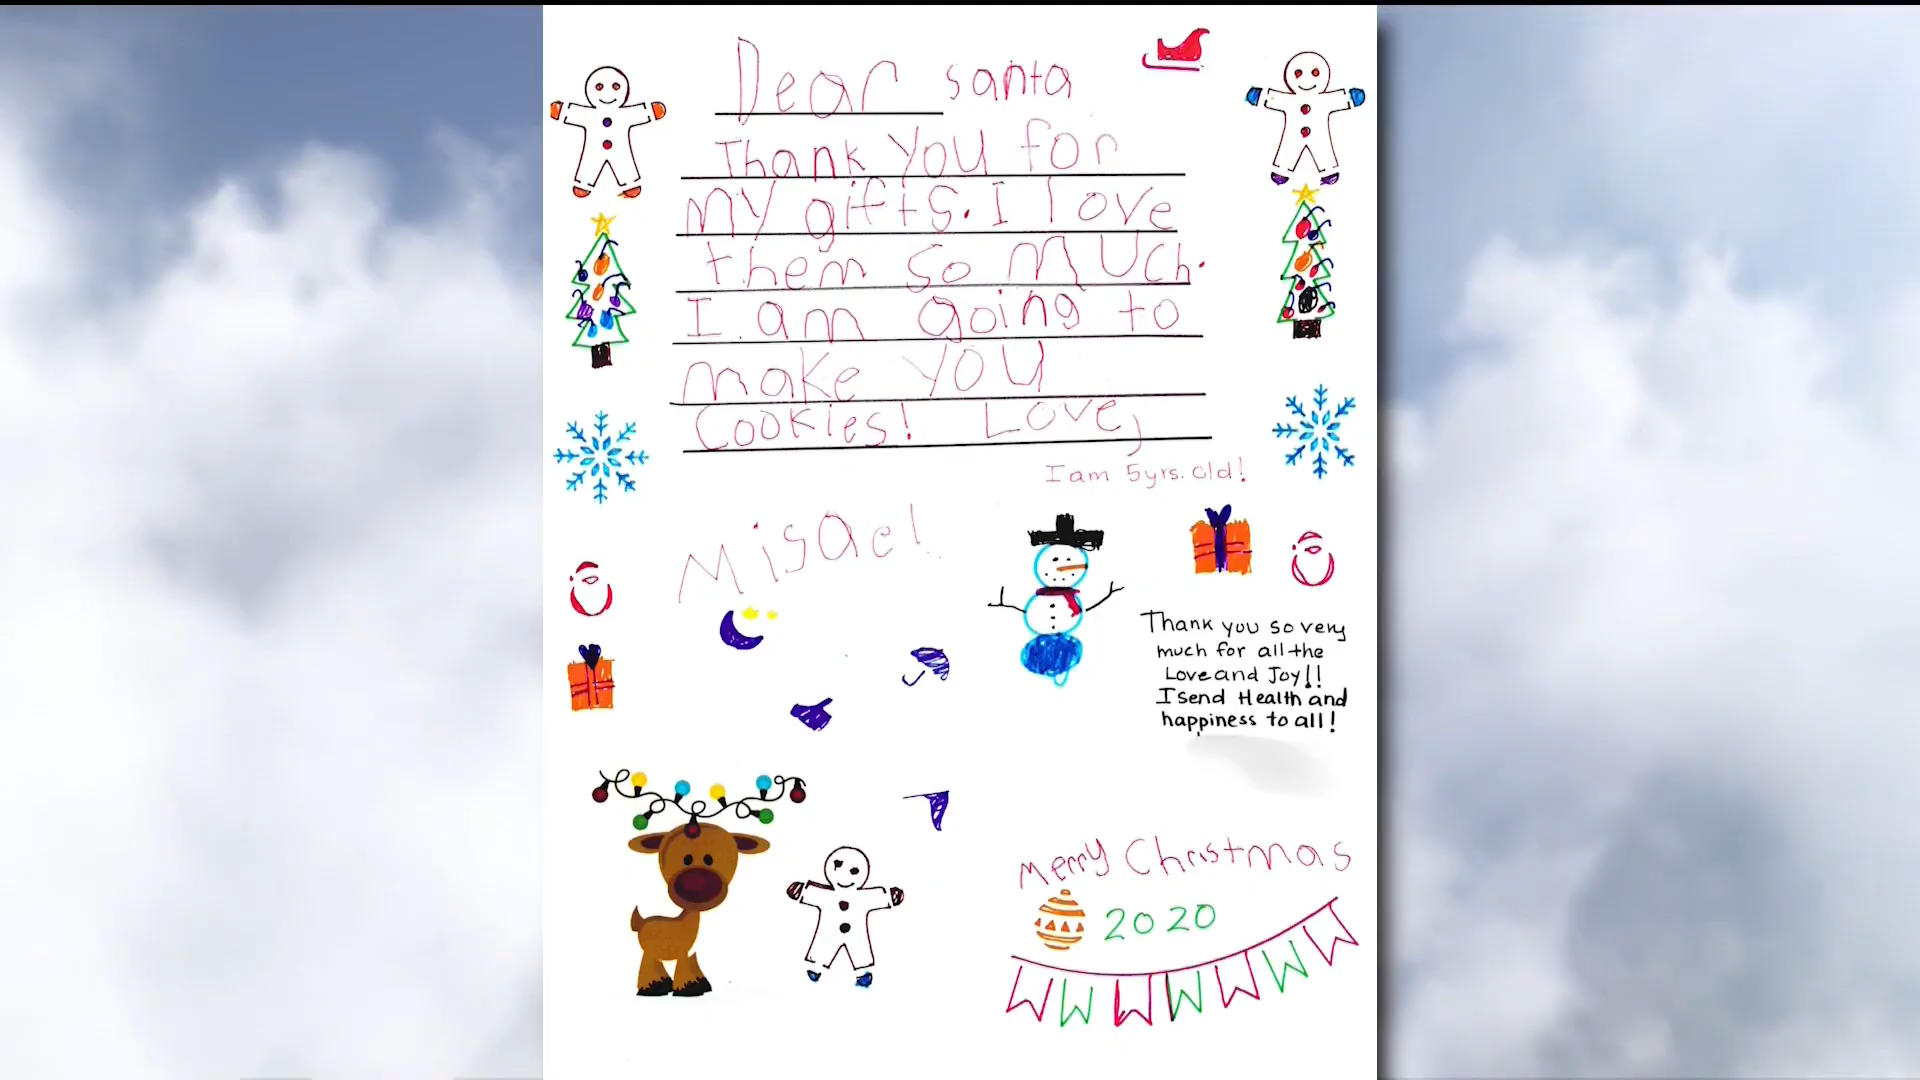 Dear santa
Thank you for
my gifts. I love
them so much.
I am going to
make you
cookies! Love,
I am 5yrs. old!
Misael
Thank you so very
much for all the
Love and Joy!!
I send Health and
happiness to all!
Merry Christmas
2020